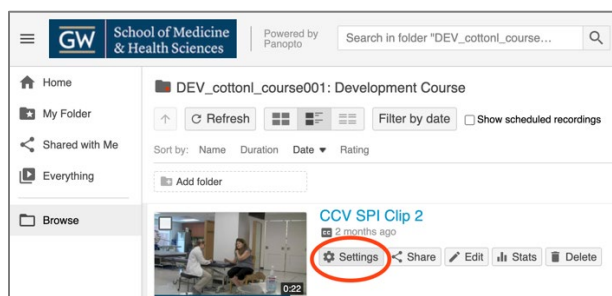 GW School of Medicine
& Health Sciences
Powered by
Panopto
Search in folder "DEV_cottonl_course...
Home
My Folder
Shared with Me
Everything
Browse
DEV_cottonl_course001: Development Course
Refresh Filter by date Show scheduled recordings
Sort by: Name Duration Date Rating
Add folder
CCV SPI Clip 2
CC 2 months ago
Settings Share Edit Stats Delete
0:22